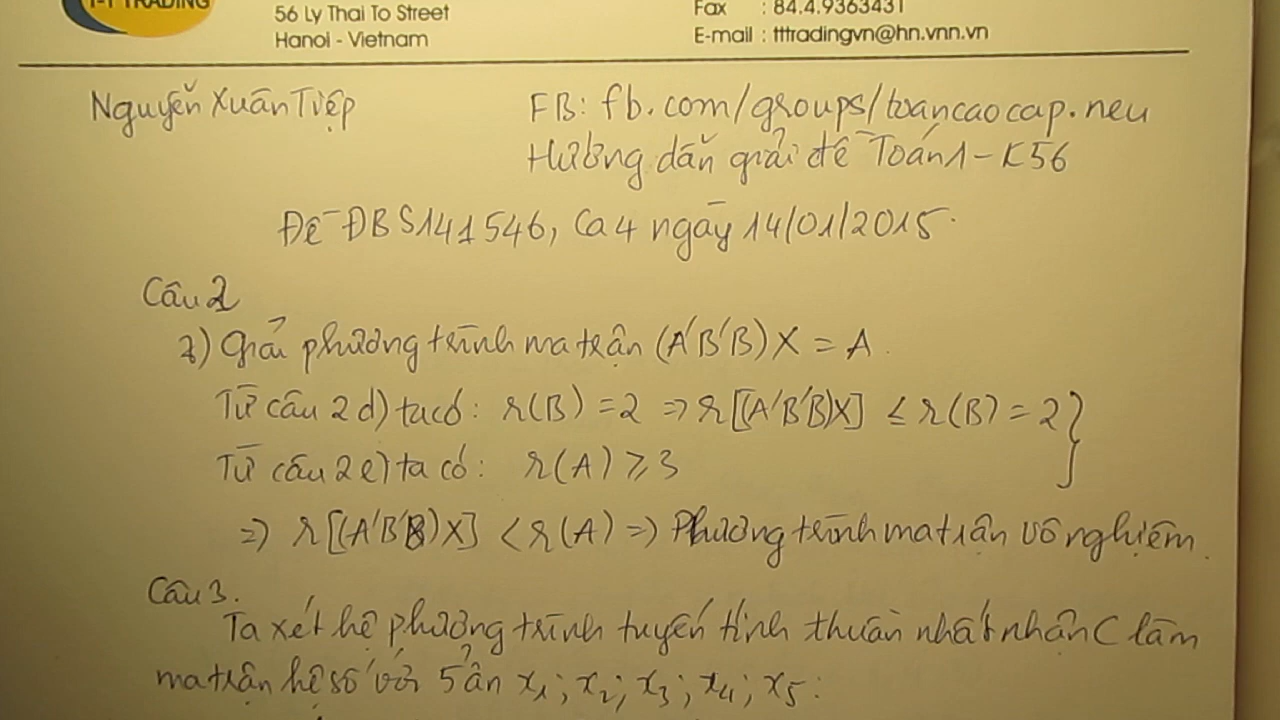 T-T TRADING
56 Ly Thai To Street
Hanoi - Vietnam
Fax : 84.4.9363431
E-mail : tttradingvn@hn.vnn.vn
Nguyễn Xuân Tiệp
FB: fb.com/groups/toancaocap.neu
Hướng dẫn giải đề Toán1-K56
Đề ĐBS141546, Ca 4 ngày 14/01/2015.
Câu 2
g) Giải phương trình ma trận (A'B'B)X = A.
Từ câu 2d) ta có: r(B) = 2 => r[(A'B'B)X] ≤ r(B) = 2 }
Từ câu 2e) ta có: r(A) ⩾ 3
=> r[(A'B'B)X] < r(A) => Phương trình ma trận vô nghiệm.
Câu 3.
Ta xét hệ phương trình tuyến tính thuần nhất nhận C làm
ma trận hệ số với 5 ẩn x₁; x₂; x₃; x₄; x₅: